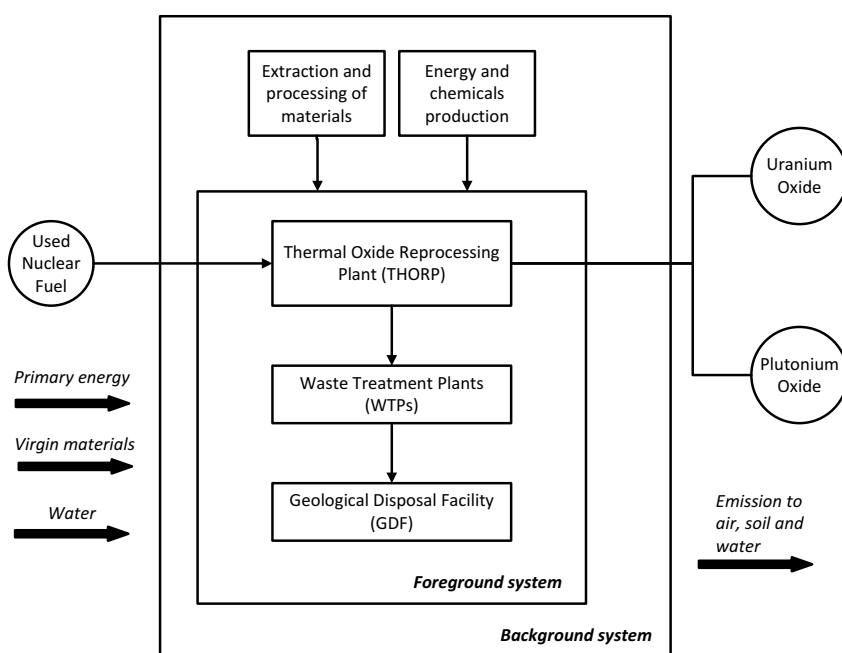 Extraction and
processing of
materials
Energy and
chemicals
production
Uranium
Oxide
Used
Nuclear
Fuel
Thermal Oxide Reprocessing
Plant (THORP)
Primary energy
Waste Treatment Plants
(WTPs)
Plutonium
Oxide
Virgin materials
Water
Geological Disposal Facility
(GDF)
Emission to
air, soil and
water
Foreground system
Background system